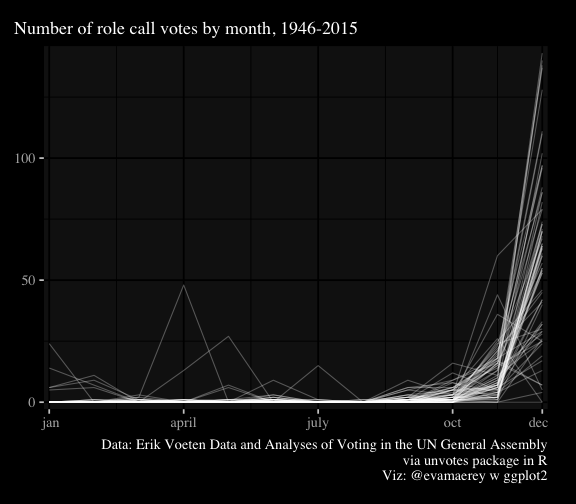 Number of role call votes by month, 1946-2015
100
50
0
jan april july oct dec
Data: Erik Voeten Data and Analyses of Voting in the UN General Assembly
via unvotes package in R
Viz: @evamaerey w ggplot2